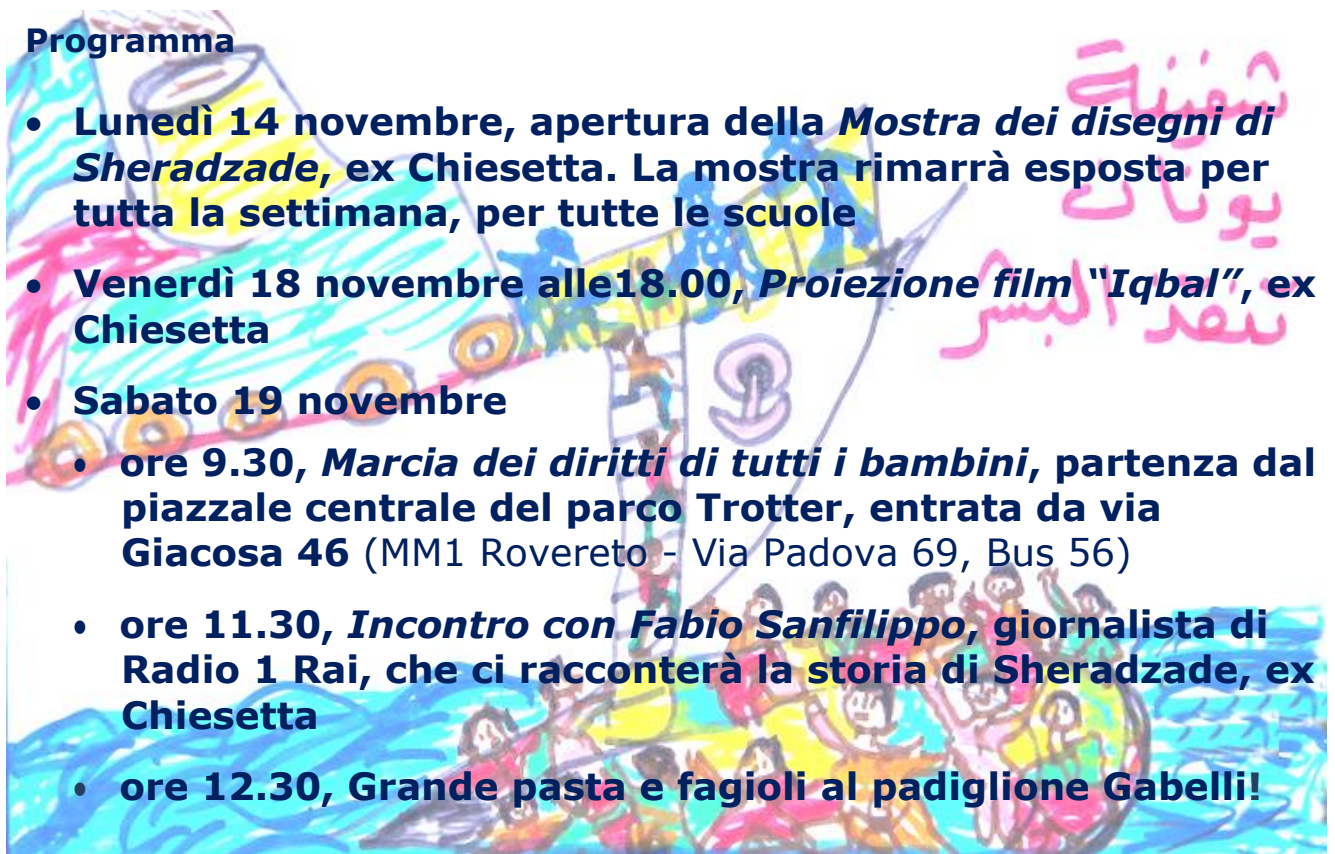 Programma
• Lunedì 14 novembre, apertura della Mostra dei disegni di
Sheradzade, ex Chiesetta. La mostra rimarrà esposta per
tutta la settimana, per tutte le scuole
• Venerdì 18 novembre alle18.00, Proiezione film “Iqbal”, ex
Chiesetta
• Sabato 19 novembre
• ore 9.30, Marcia dei diritti di tutti i bambini, partenza dal
piazzale centrale del parco Trotter, entrata da via
Giacosa 46 (MM1 Rovereto - Via Padova 69, Bus 56)
• ore 11.30, Incontro con Fabio Sanfilippo, giornalista di
Radio 1 Rai, che ci racconterà la storia di Sheradzade, ex
Chiesetta
• ore 12.30, Grande pasta e fagioli al padiglione Gabelli!
شفينة
يونان
تنقذ البشر